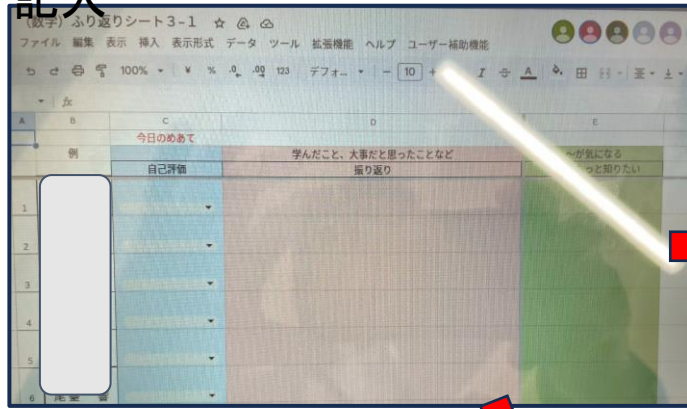 記入
(数字) ふり返りシート3-1
ファイル 編集 表示 挿入 表示形式 データ ツール 拡張機能 ヘルプ ユーザー補助機能
100% ¥ % .0 .00 123 デフォ... - 10 + I A
fx
A B C D E
今日のめあて
例 学んだこと、大事だと思ったことなど ~が気になる
自己評価 振り返り っと知りたい
1
2
3
4
5
6